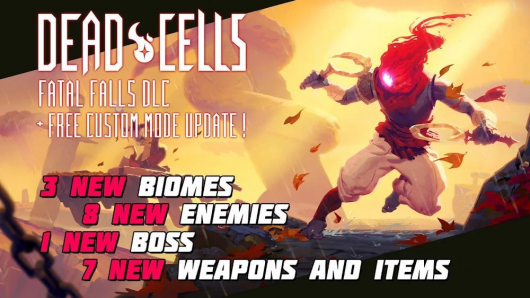 DEAD CELLS
FATAL FALLS DLC
+ FREE CUSTOM MODE UPDATE !
3 NEW BIOMES
8 NEW ENEMIES
1 NEW BOSS
7 NEW WEAPONS AND ITEMS